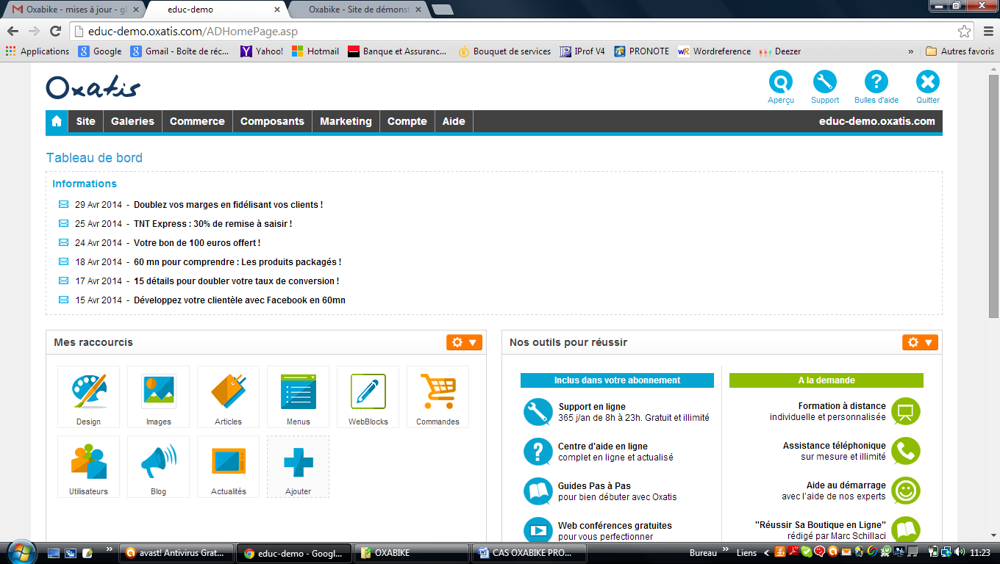 Oxabike - mises à jour - gl
educ-demo
Oxabike - Site de démonst
educ-demo.oxatis.com/ADHomePage.asp
Applications
Google
Gmail - Boîte de réc...
Yahoo!
Hotmail
Banque et Assuranc...
Bouquet de services
IProf V4
PRONOTE
Wordreference
Deezer
»
Autres favoris
Oxatis
Aperçu
Support
Bulles d'aide
Quitter
Site
Galeries
Commerce
Composants
Marketing
Compte
Aide
educ-demo.oxatis.com
Tableau de bord
Informations
29 Avr 2014 - Doublez vos marges en fidélisant vos clients !
25 Avr 2014 - TNT Express : 30% de remise à saisir !
24 Avr 2014 - Votre bon de 100 euros offert !
18 Avr 2014 - 60 mn pour comprendre : Les produits packagés !
17 Avr 2014 - 15 détails pour doubler votre taux de conversion !
15 Avr 2014 - Développez votre clientèle avec Facebook en 60mn
Mes raccourcis
Design
Images
Articles
Menus
WebBlocks
Commandes
Utilisateurs
Blog
Actualités
Ajouter
Nos outils pour réussir
Inclus dans votre abonnement
Support en ligne
365 j/an de 8h à 23h. Gratuit et illimité
Centre d'aide en ligne
complet en ligne et actualisé
Guides Pas à Pas
pour bien débuter avec Oxatis
Web conférences gratuites
pour vous perfectionner
A la demande
Formation à distance
individuelle et personnalisée
Assistance téléphonique
sur mesure et illimité
Aide au démarrage
avec l'aide de nos experts
"Réussir Sa Boutique en Ligne"
rédigé par Marc Schillaci
»
avast! Antivirus Grat...
educ-demo - Googl...
OXABIKE
CAS OXABIKE PRO...
Bureau
»
Liens
11:23